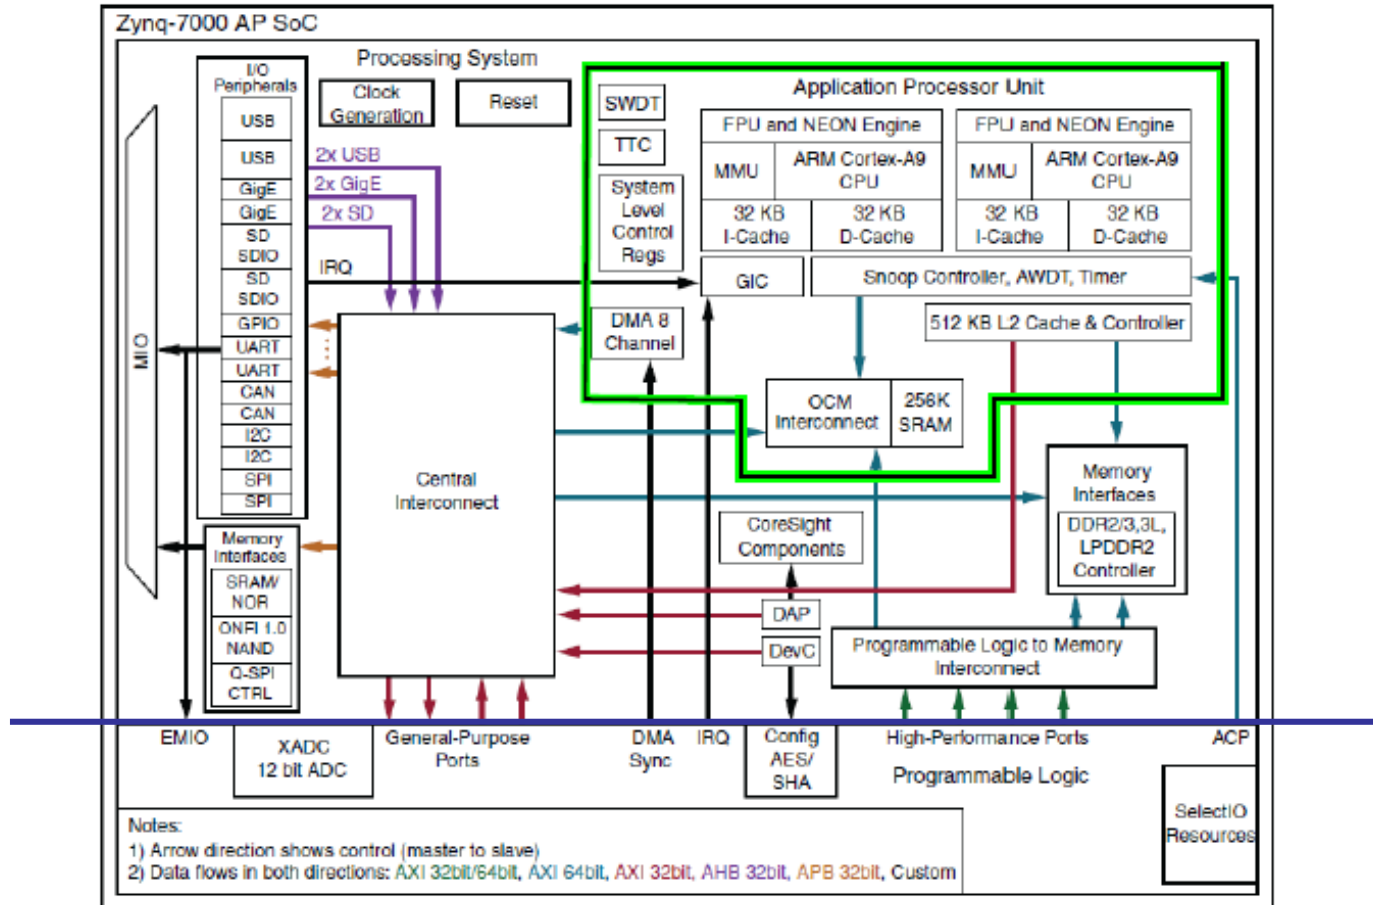 Zynq-7000 AP SoC
Processing System
I/O
Peripherals
USB
USB
GigE
GigE
SD
SDIO
SD
SDIO
GPIO
UART
UART
CAN
CAN
I2C
I2C
SPI
SPI
MIO
Clock
Generation
Reset
2x USB
2x GigE
2x SD
IRQ
SWDT
TTC
System
Level
Control
Regs
DMA 8
Channel
Application Processor Unit
FPU and NEON Engine
MMU
ARM Cortex-A9
CPU
32 KB
I-Cache
32 KB
D-Cache
FPU and NEON Engine
MMU
ARM Cortex-A9
CPU
32 KB
I-Cache
32 KB
D-Cache
GIC
Snoop Controller, AWDT, Timer
512 KB L2 Cache & Controller
OCM
Interconnect
256K
SRAM
Central
Interconnect
Memory
Interfaces
DDR2/3,3L,
LPDDR2
Controller
CoreSight
Components
DAP
DevC
Programmable Logic to Memory
Interconnect
Memory
Interfaces
SRAM/
NOR
ONFI 1.0
NAND
Q-SPI
CTRL
EMIO
XADC
12 bit ADC
General-Purpose
Ports
DMA
Sync
IRQ
Config
AES/
SHA
High-Performance Ports
ACP
Programmable Logic
SelectIO
Resources
Notes:
1) Arrow direction shows control (master to slave)
2) Data flows in both directions: AXI 32bit/64bit, AXI 64bit, AXI 32bit, AHB 32bit, APB 32bit, Custom